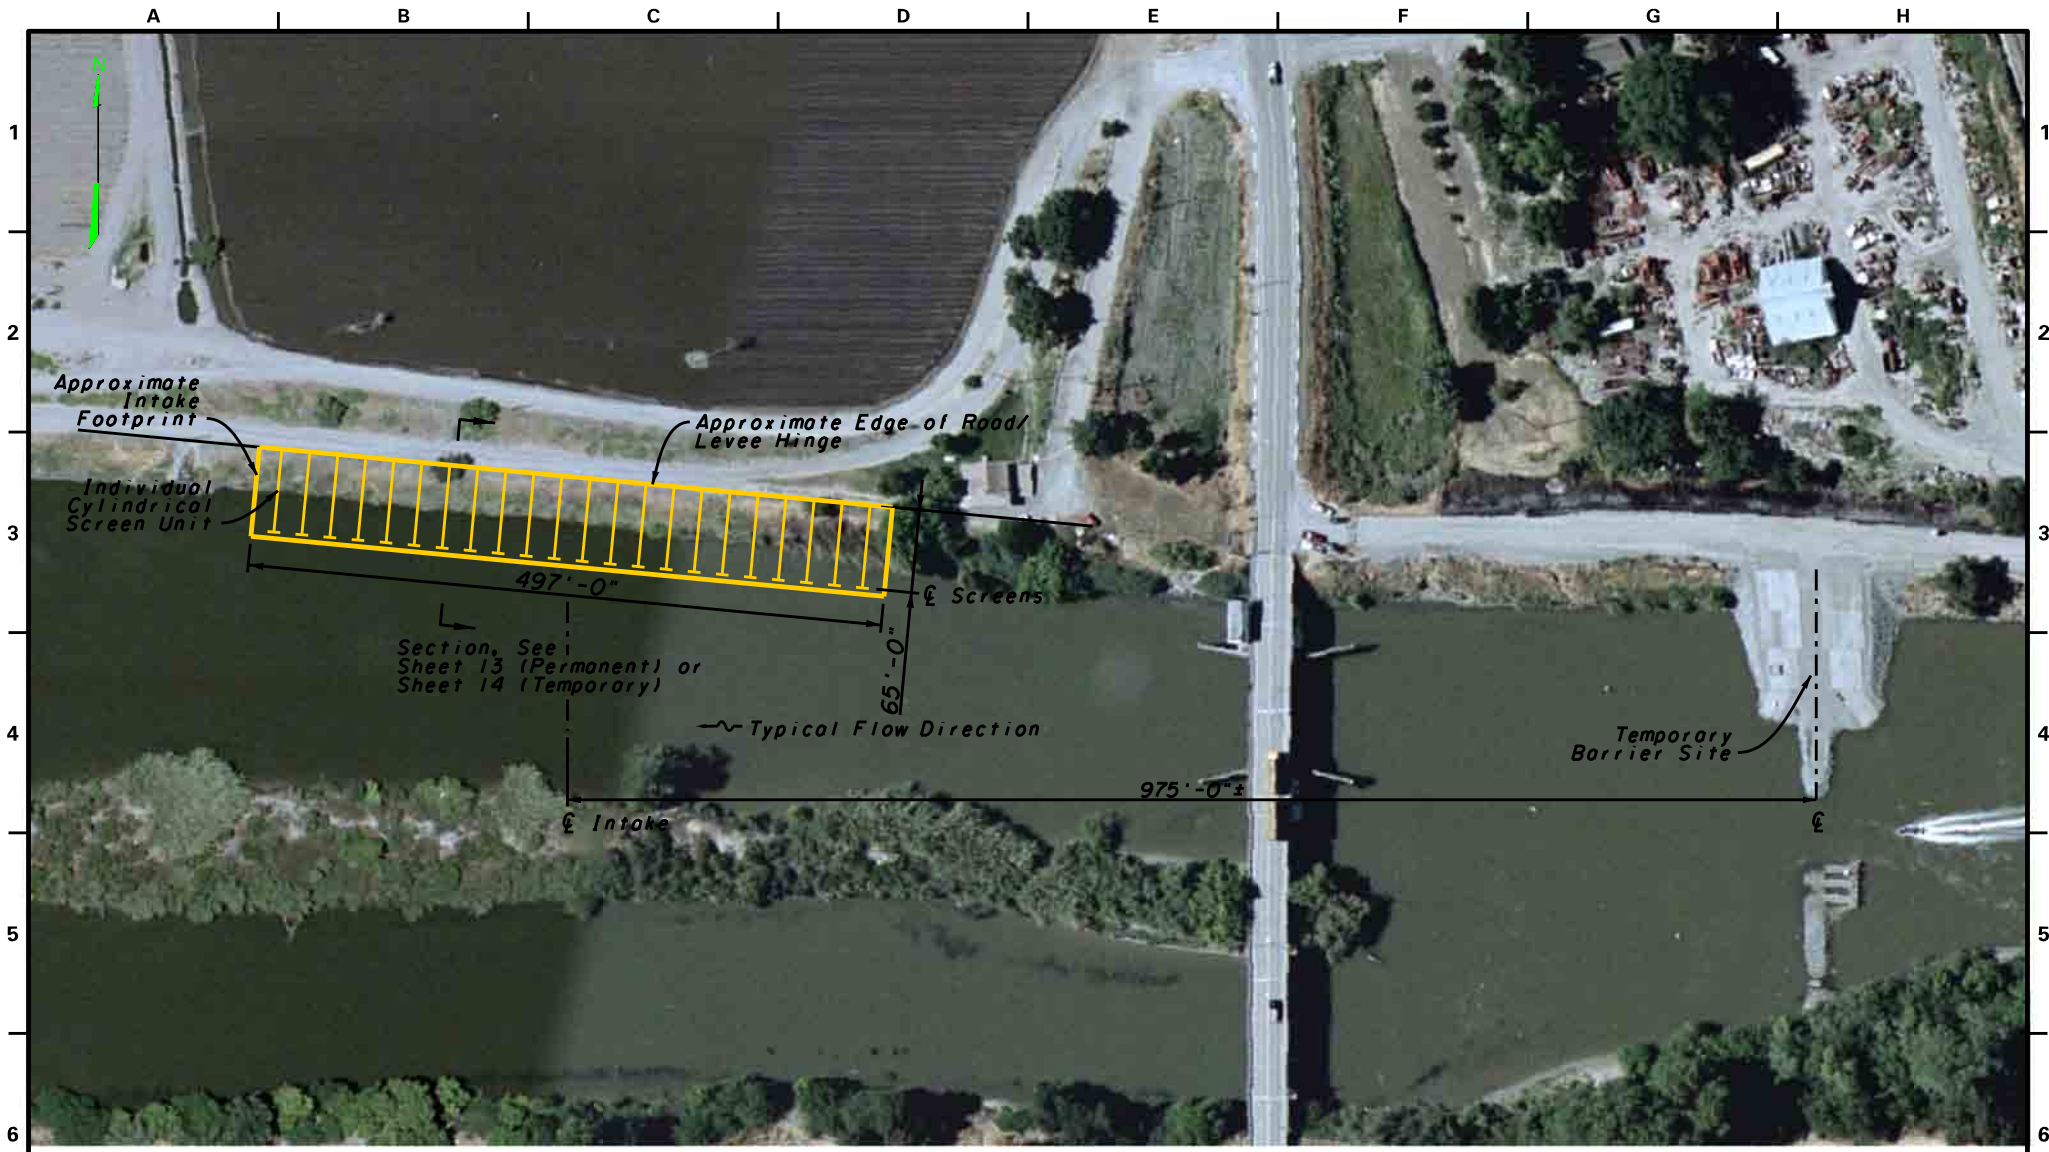 A B C D E F G H
N
1 1
2 2
Approximate
Intake
Footprint
Approximate Edge of Road/
Levee Hinge
Individual
Cylindrical
Screen Unit
3 3
497'-0"
℄ Screens
65'-0"
Section, See
Sheet 13 (Permanent) or
Sheet 14 (Temporary)
Typical Flow Direction
4 4
Temporary
Barrier Site
975'-0"±
℄ Intake
℄
5 5
6 6